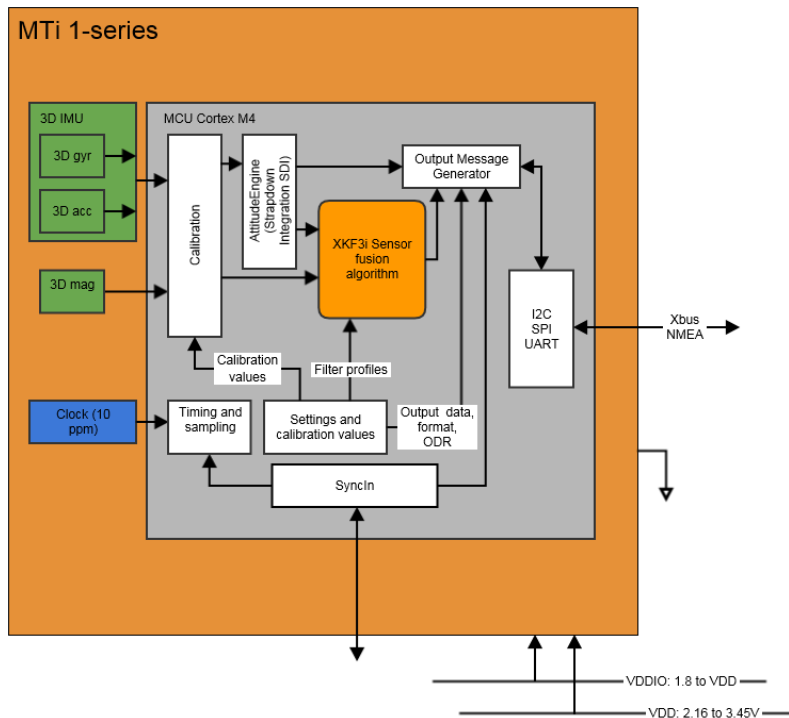 MTi 1-series
3D IMU
3D gyr
3D acc
3D mag
Clock (10
ppm)
MCU Cortex M4
Calibration
AttitudeEngine
(Strapdown
Integration SDI)
Output Message
Generator
XKF3i Sensor
fusion
algorithm
I2C
SPI
UART
Xbus
NMEA
Calibration
values
Filter profiles
Timing and
sampling
Settings and
calibration values
Output data,
format,
ODR
SyncIn
VDDIO: 1.8 to VDD
VDD: 2.16 to 3.45V